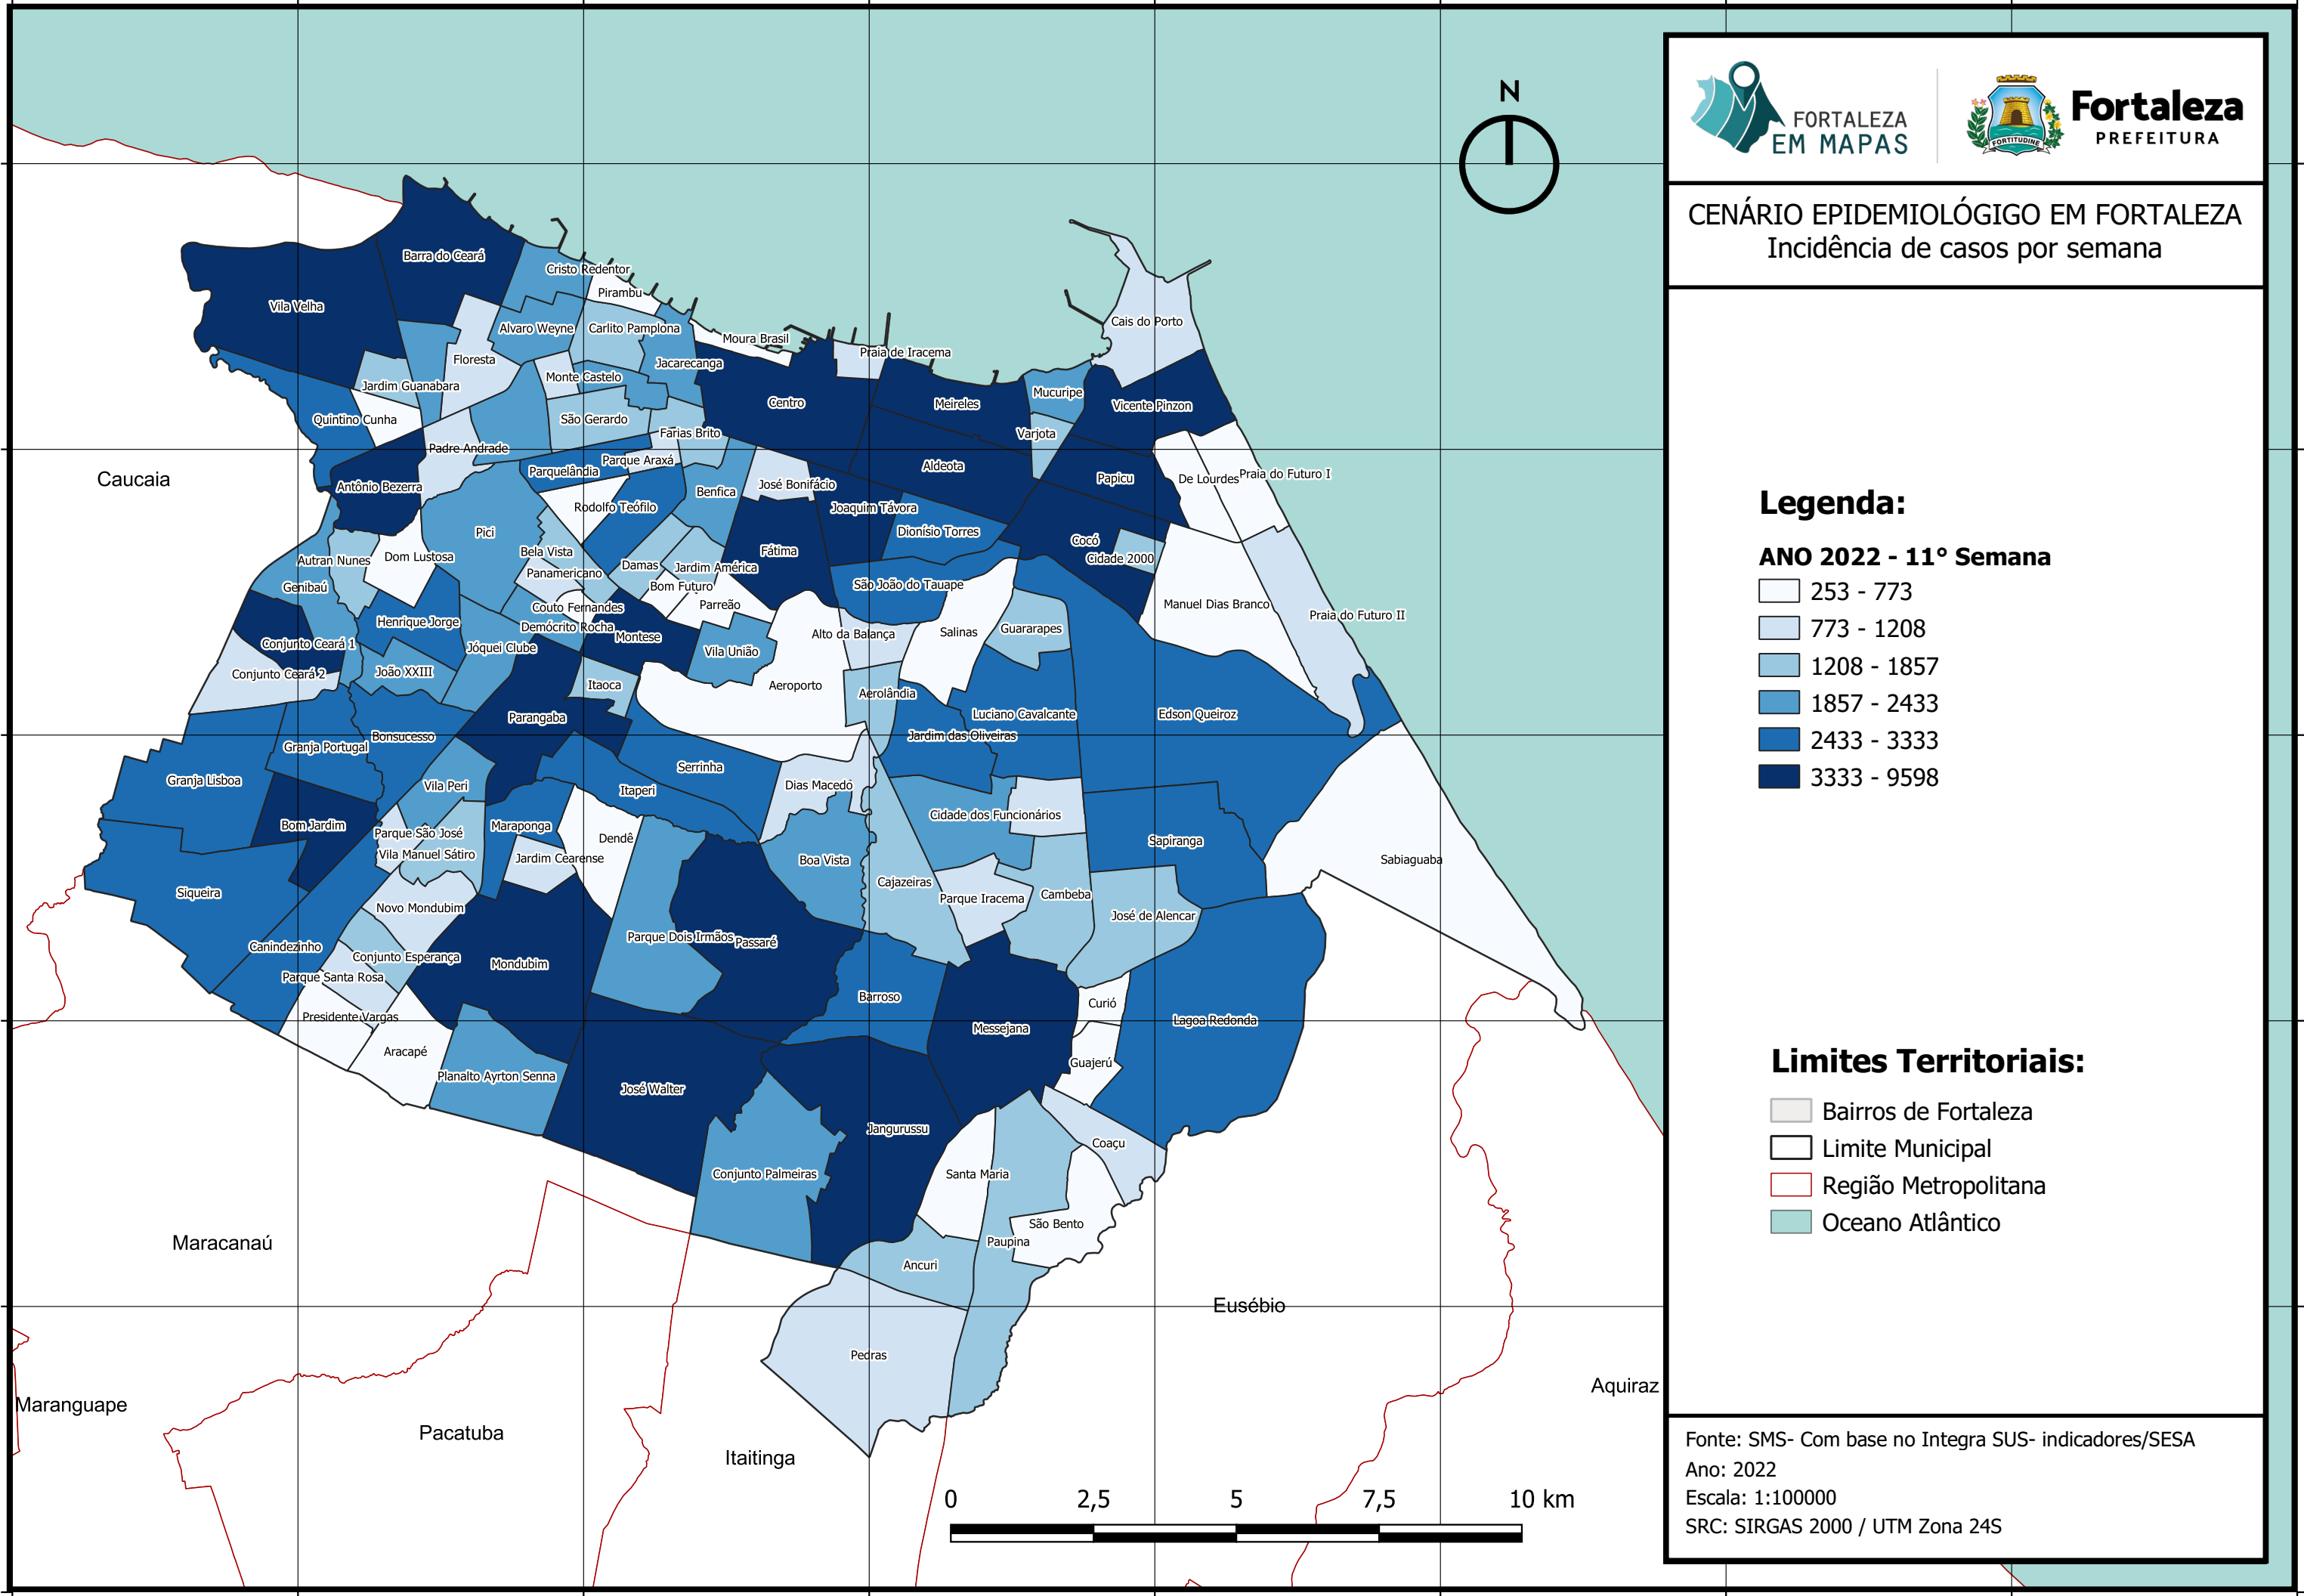 N
FORTALEZA
EM MAPAS
FORTITUDINE
Fortaleza
PREFEITURA
CENÁRIO EPIDEMIOLÓGIGO EM FORTALEZA
Incidência de casos por semana
Legenda:
ANO 2022 - 11° Semana
253 - 773
773 - 1208
1208 - 1857
1857 - 2433
2433 - 3333
3333 - 9598
Limites Territoriais:
Bairros de Fortaleza
Limite Municipal
Região Metropolitana
Oceano Atlântico
Fonte: SMS- Com base no Integra SUS- indicadores/SESA
Ano: 2022
Escala: 1:100000
SRC: SIRGAS 2000 / UTM Zona 24S
Barra do Ceará
Cristo Redentor
Pirambu
Vila Velha
Cais do Porto
Alvaro Weyne
Carlito Pamplona
Moura Brasil
Praia de Iracema
Floresta
Jacarecanga
Monte Castelo
Jardim Guanabara
Mucuripe
Centro
Meireles
Vicente Pinzon
Quintino Cunha
São Gerardo
Farias Brito
Varjota
Padre Andrade
Parque Araxá
Aldeota
Parquelândia
Papicu
De Lourdes
Praia do Futuro I
Caucaia
Antônio Bezerra
José Bonifácio
Benfica
Rodolfo Teófilo
Joaquim Távora
Pici
Dionísio Torres
Cocó
Bela Vista
Fátima
Cidade 2000
Dom Lustosa
Autran Nunes
Damas
Jardim América
Panamericano
Genibaú
Bom Futuro
São João do Tauape
Parreão
Couto Fernandes
Manuel Dias Branco
Praia do Futuro II
Henrique Jorge
Demócrito Rocha
Montese
Alto da Balança
Salinas
Guararapes
Conjunto Ceará 1
Jóquei Clube
Vila União
Conjunto Ceará 2
João XXIII
Itaoca
Aeroporto
Aerolândia
Parangaba
Luciano Cavalcante
Edson Queiroz
Bonsucesso
Jardim das Oliveiras
Granja Portugal
Serrinha
Granja Lisboa
Vila Peri
Itaperi
Dias Macedo
Bom Jardim
Maraponga
Cidade dos Funcionários
Parque São José
Dendê
Sapiranga
Vila Manuel Sátiro
Jardim Cearense
Boa Vista
Sabiaguaba
Siqueira
Cajazeiras
Parque Iracema
Cambeba
Novo Mondubim
José de Alencar
Canindezinho
Parque Dois Irmãos
Passaré
Conjunto Esperança
Mondubim
Parque Santa Rosa
Barroso
Curió
Presidente Vargas
Messejana
Lagoa Redonda
Aracapé
Guajerú
Planalto Ayrton Senna
José Walter
Jangurussu
Coaçu
Conjunto Palmeiras
Santa Maria
São Bento
Maracanaú
Paupina
Ancuri
Eusébio
Pedras
Aquiraz
Maranguape
Pacatuba
Itaitinga
0
2,5
5
7,5
10 km